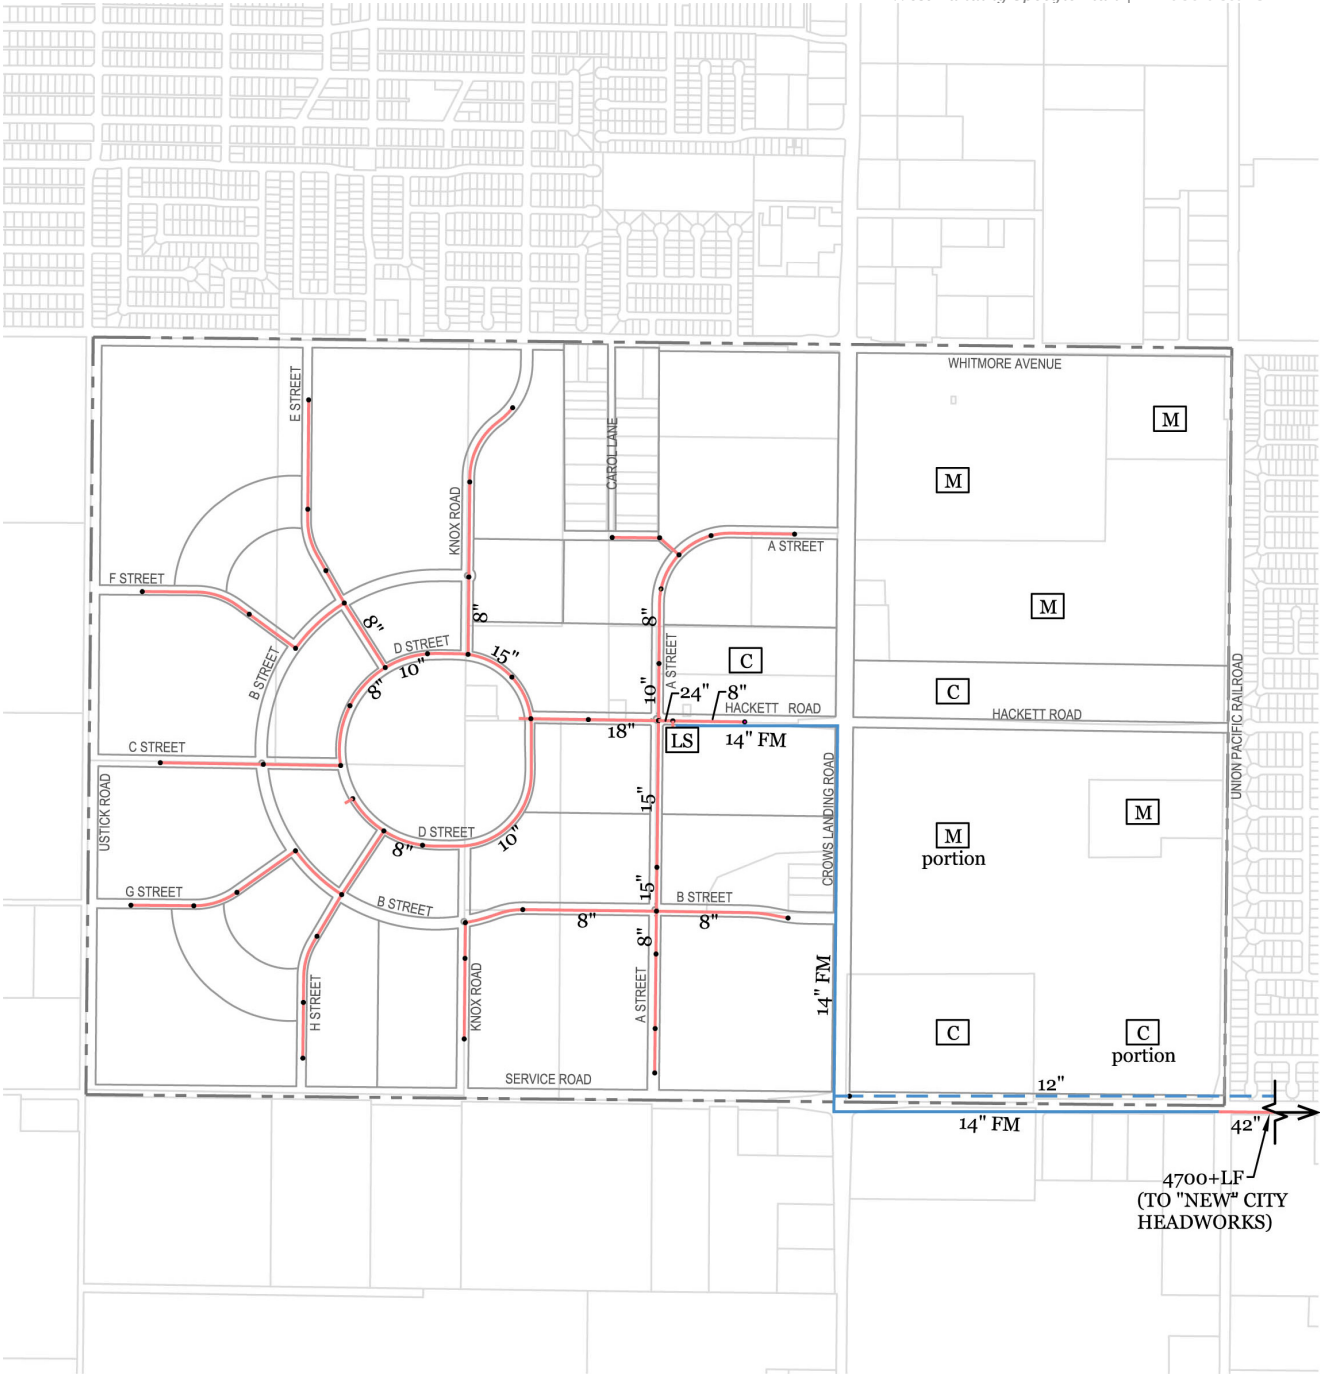 WHITMORE AVENUE
E STREET
M
CAROL LANE
M
KNOX ROAD
A STREET
F STREET
M
8"
8"
8"
D STREET
10"
15"
A STREET
C
UNION PACIFIC RAILROAD
B STREET
8"
10"
24"
8"
C
HACKETT ROAD
HACKETT ROAD
18"
LS
14" FM
C STREET
USTICK ROAD
15"
CROWS LANDING ROAD
M
D STREET
10"
8"
M
portion
15"
G STREET
B STREET
B STREET
8"
8"
8"
14" FM
H STREET
KNOX ROAD
A STREET
C
C
portion
SERVICE ROAD
12"
14" FM
42"
4700+LF
(TO "NEW" CITY
HEADWORKS)